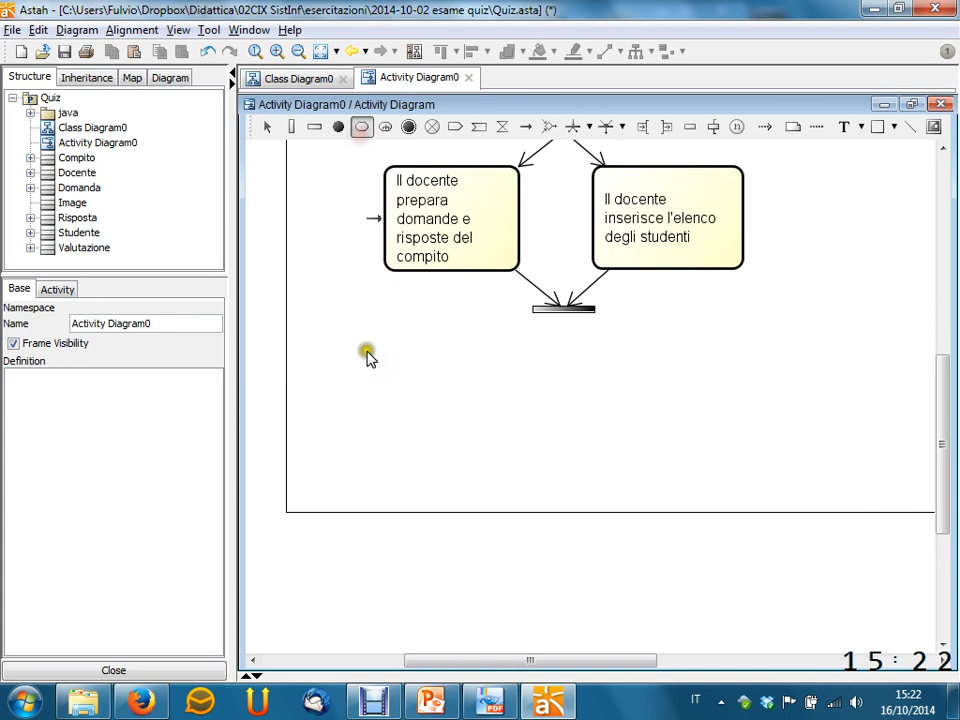 Astah - [C:\Users\Fulvio\Dropbox\Didattica\02CIX SistInf\esercitazioni\2014-10-02 esame quiz\Quiz.asta] (*)
File Edit Diagram Alignment View Tool Window Help
Structure Inheritance Map Diagram
Class Diagram0 Activity Diagram0
Activity Diagram0 / Activity Diagram
Quiz
java
Class Diagram0
Activity Diagram0
Compito
Docente
Domanda
Image
Risposta
Studente
Valutazione
Base Activity
Namespace
Name Activity Diagram0
Frame Visibility
Definition
Close
T
1
Il docente
prepara
domande e
risposte del
compito
Il docente
inserisce l'elenco
degli studenti
15:22
IT
15:22
16/10/2014